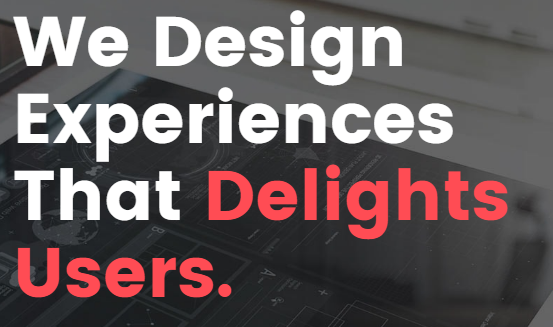 We Design
Experiences
That Delights
Users.